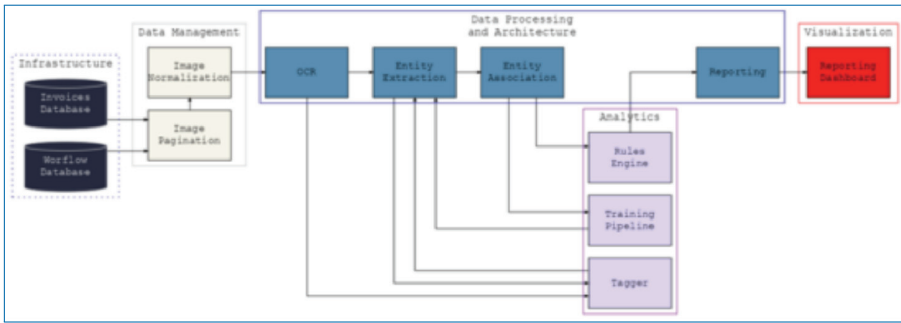 Data Processing
and Architecture
Data Management
Visualization
Infrastructure
Image
Normalization
OCR
Entity
Extraction
Entity
Association
Reporting
Reporting
Dashboard
Invoices
Database
Analytics
Image
Pagination
Rules
Engine
Worflow
Database
Training
Pipeline
Tagger